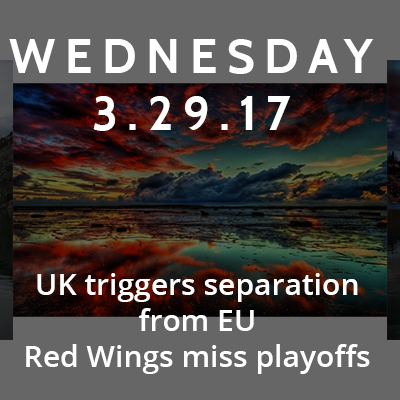 WEDNESDAY
3.29.17
UK triggers separation
from EU
Red Wings miss playoffs